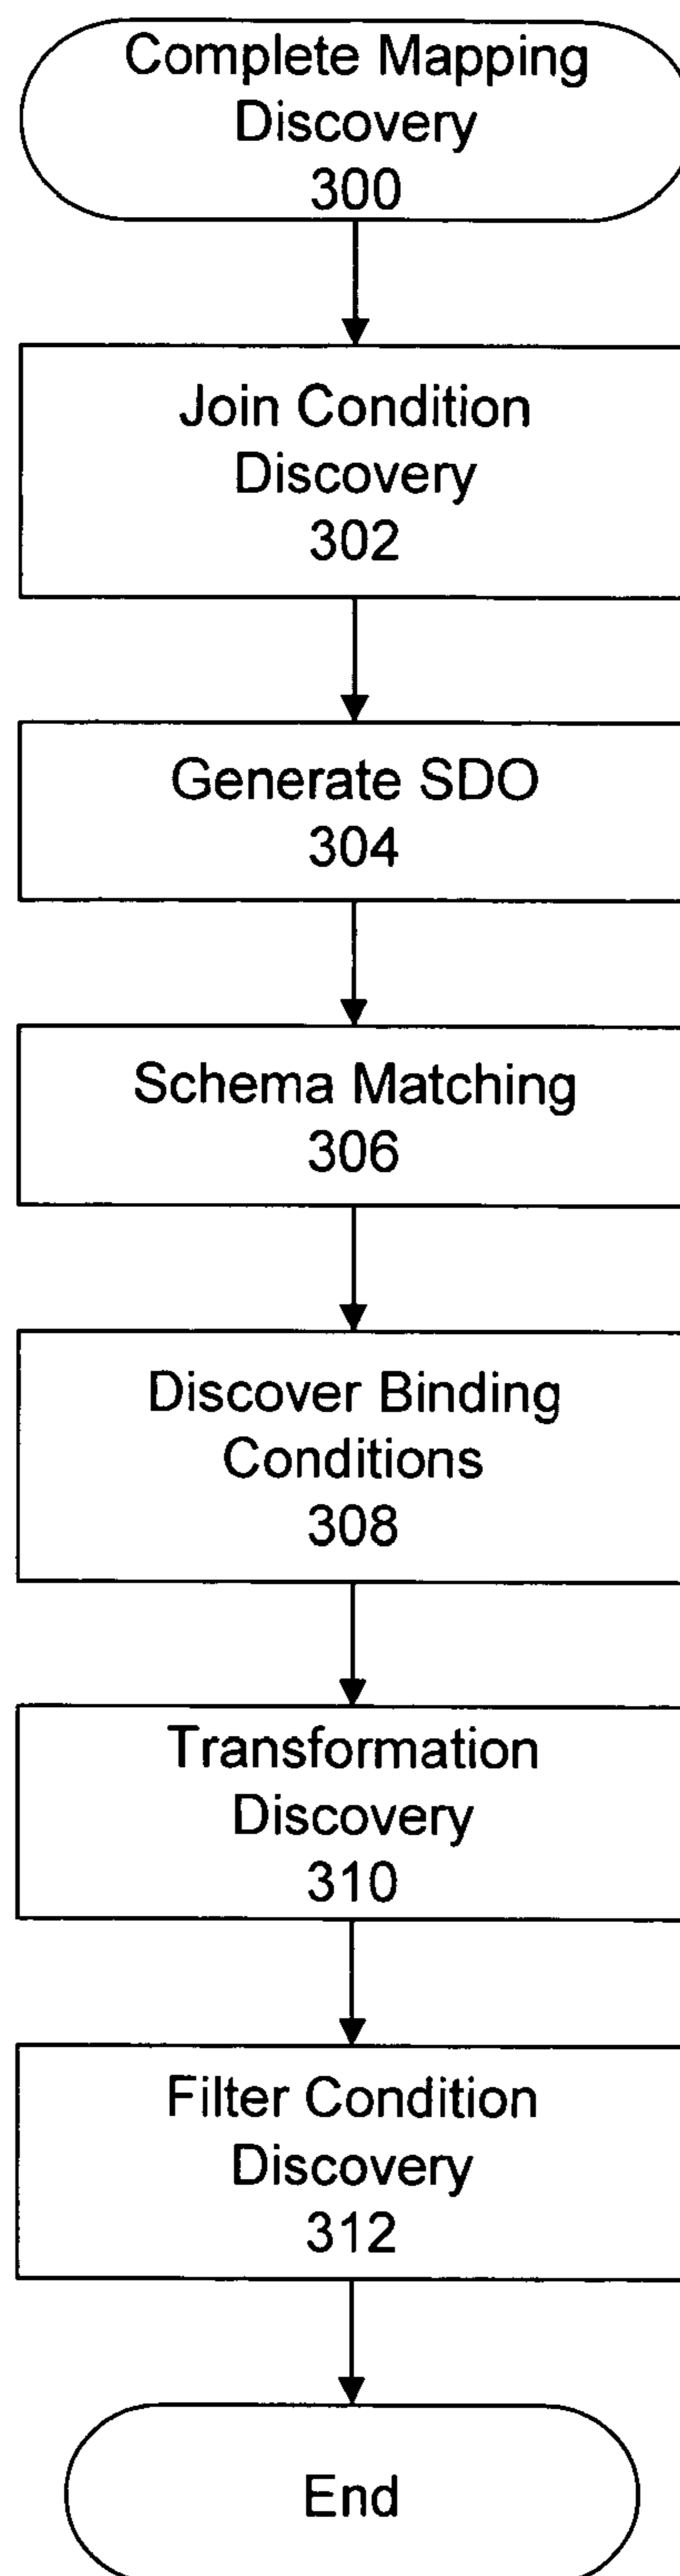 Complete Mapping
Discovery
300
Join Condition
Discovery
302
Generate SDO
304
Schema Matching
306
Discover Binding
Conditions
308
Transformation
Discovery
310
Filter Condition
Discovery
312
End